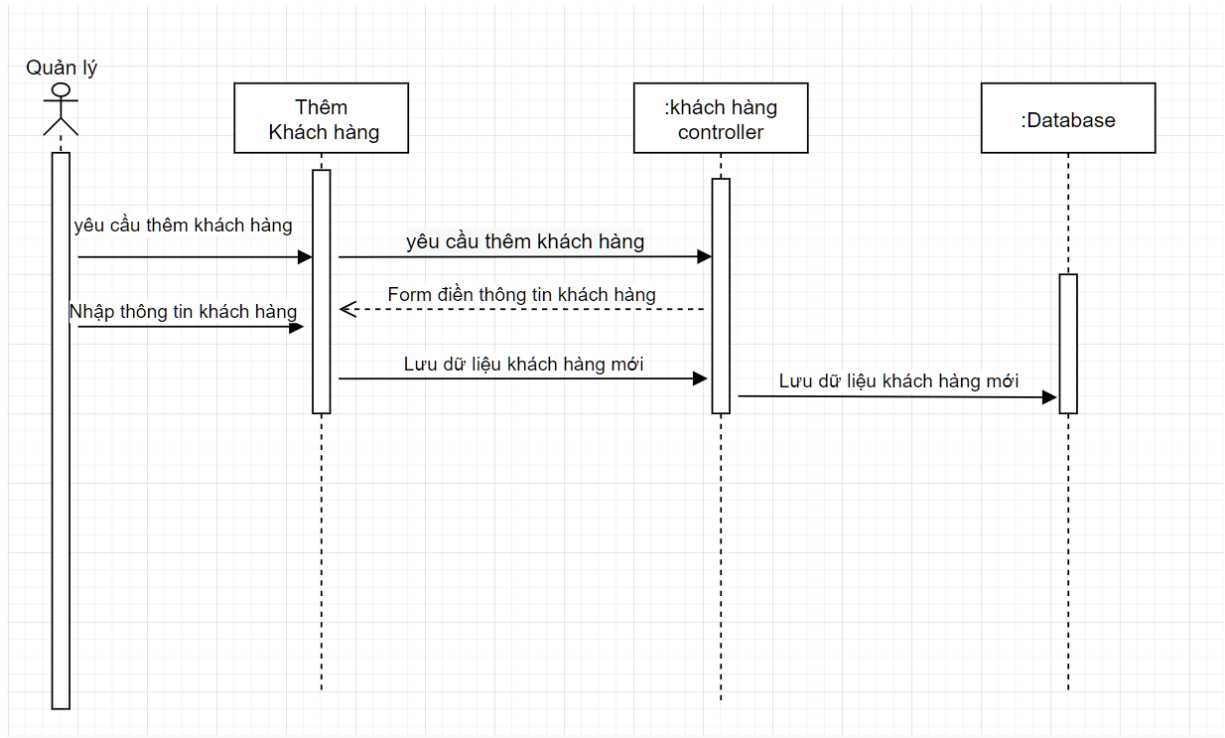 Quản lý
Thêm
Khách hàng
:khách hàng
controller
:Database
yêu cầu thêm khách hàng
yêu cầu thêm khách hàng
Form điền thông tin khách hàng
Nhập thông tin khách hàng
Lưu dữ liệu khách hàng mới
Lưu dữ liệu khách hàng mới